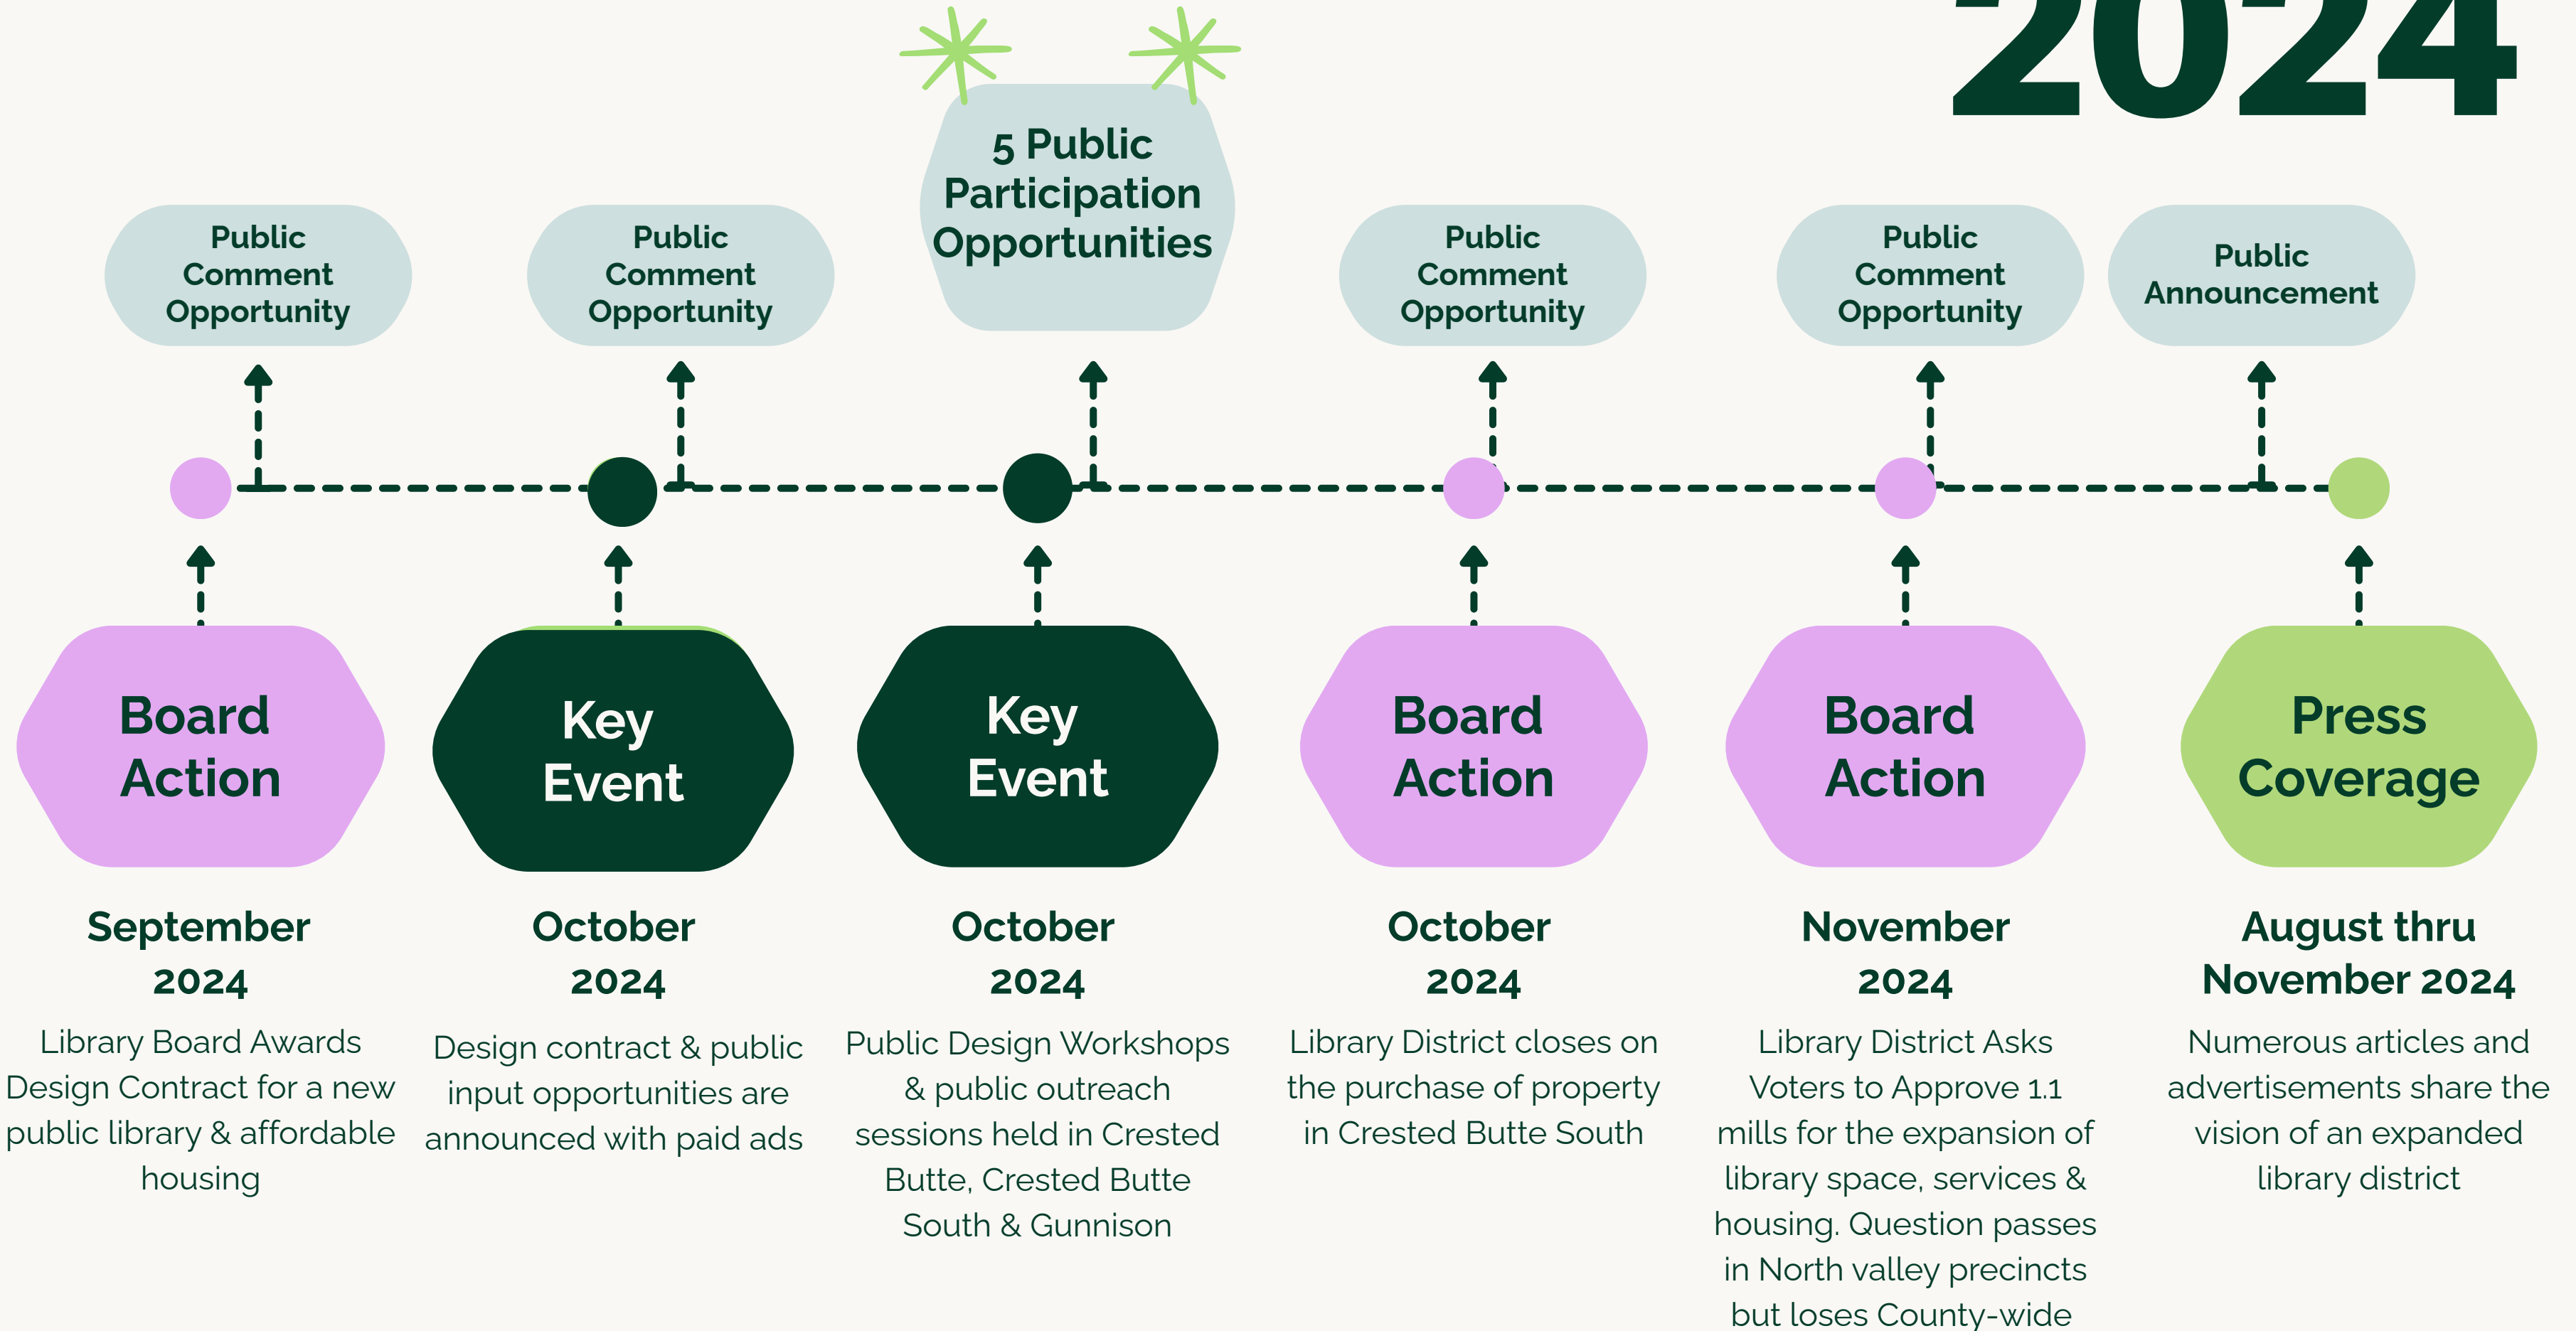 2024
5 Public
Participation
Opportunities
Public
Comment
Opportunity
Public
Comment
Opportunity
Public
Comment
Opportunity
Public
Comment
Opportunity
Public
Announcement
Board
Action
Key
Event
Key
Event
Board
Action
Board
Action
Press
Coverage
September
2024
Library Board Awards
Design Contract for a new
public library & affordable
housing
October
2024
Design contract & public
input opportunities are
announced with paid ads
October
2024
Public Design Workshops
& public outreach
sessions held in Crested
Butte, Crested Butte
South & Gunnison
October
2024
Library District closes on
the purchase of property
in Crested Butte South
November
2024
Library District Asks
Voters to Approve 1.1
mills for the expansion of
library space, services &
housing. Question passes
in North valley precincts
but loses County-wide
August thru
November 2024
Numerous articles and
advertisements share the
vision of an expanded
library district